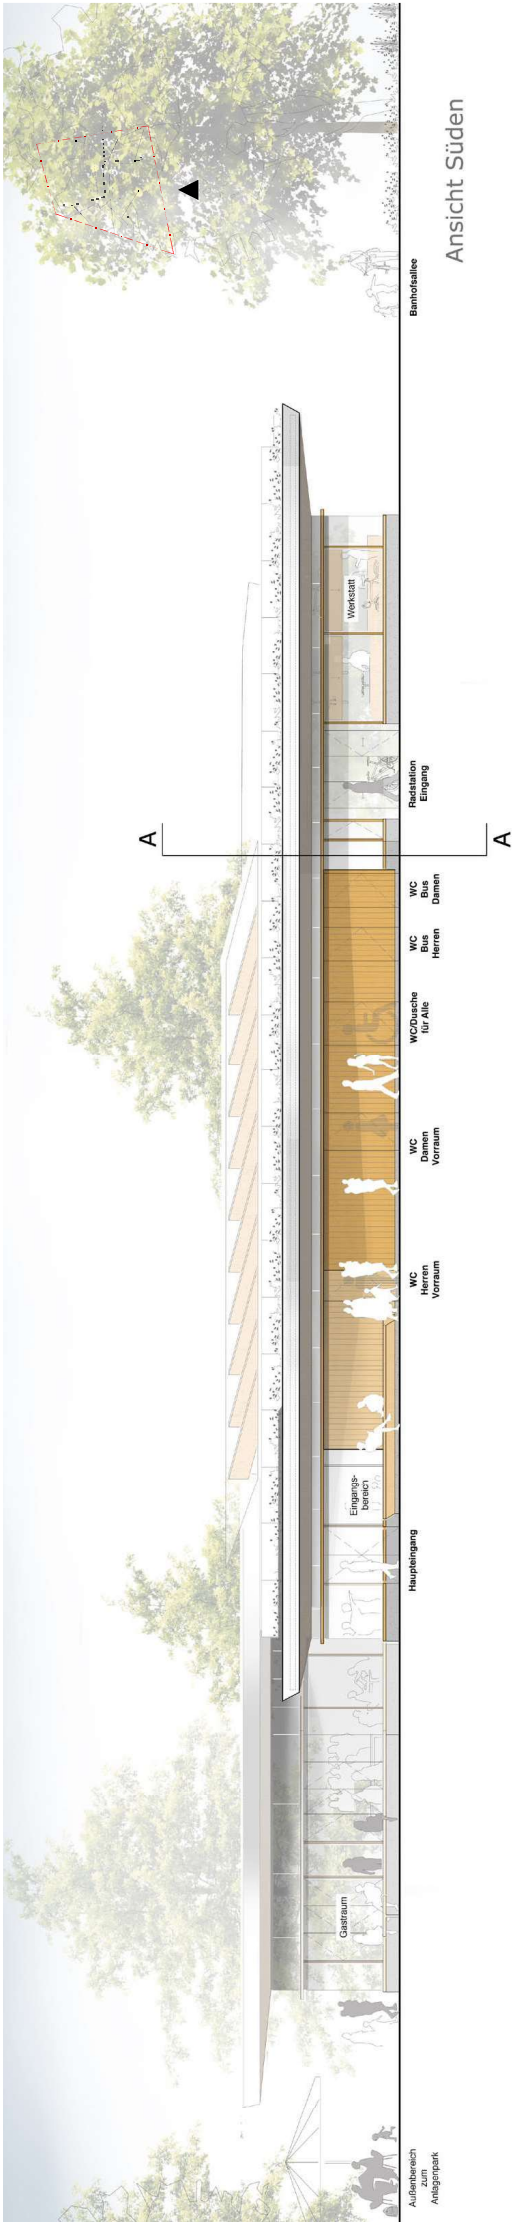 Ansicht Süden
Gastraum
Eingangs-
bereich
Werkstatt
A
A
Außenbereich
zum
Anlagenpark
Haupteingang
WC
Herren
Vorraum
WC
Damen
Vorraum
WC/Dusche
für Alle
WC
Bus
Herren
WC
Bus
Damen
Radstation
Eingang
Banhofsallee